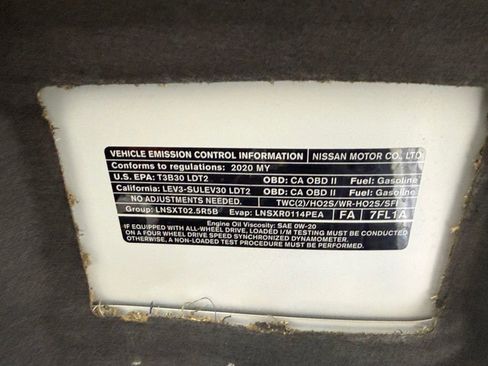 VEHICLE EMISSION CONTROL INFORMATION NISSAN MOTOR CO., LTD.
Conforms to regulations: 2020 MY
U.S. EPA: T3B30 LDT2 OBD: CA OBD II Fuel: Gasoline
California: LEV3-SULEV30 LDT2 OBD: CA OBD II Fuel: Gasoline
NO ADJUSTMENTS NEEDED. TWC(2)/HO2S/WR-HO2S/SFI
Group: LNSXT02.5R5B Evap: LNSXR0114PEA FA 7FL1A
Engine Oil Viscosity: SAE 0W-20
IF EQUIPPED WITH ALL-WHEEL DRIVE, LOADED I/M TESTING MUST BE CONDUCTED
ON A FOUR WHEEL DRIVE SPEED SYNCHRONIZED DYNAMOMETER.
OTHERWISE, A NON-LOADED TEST PROCEDURE MUST BE PERFORMED.